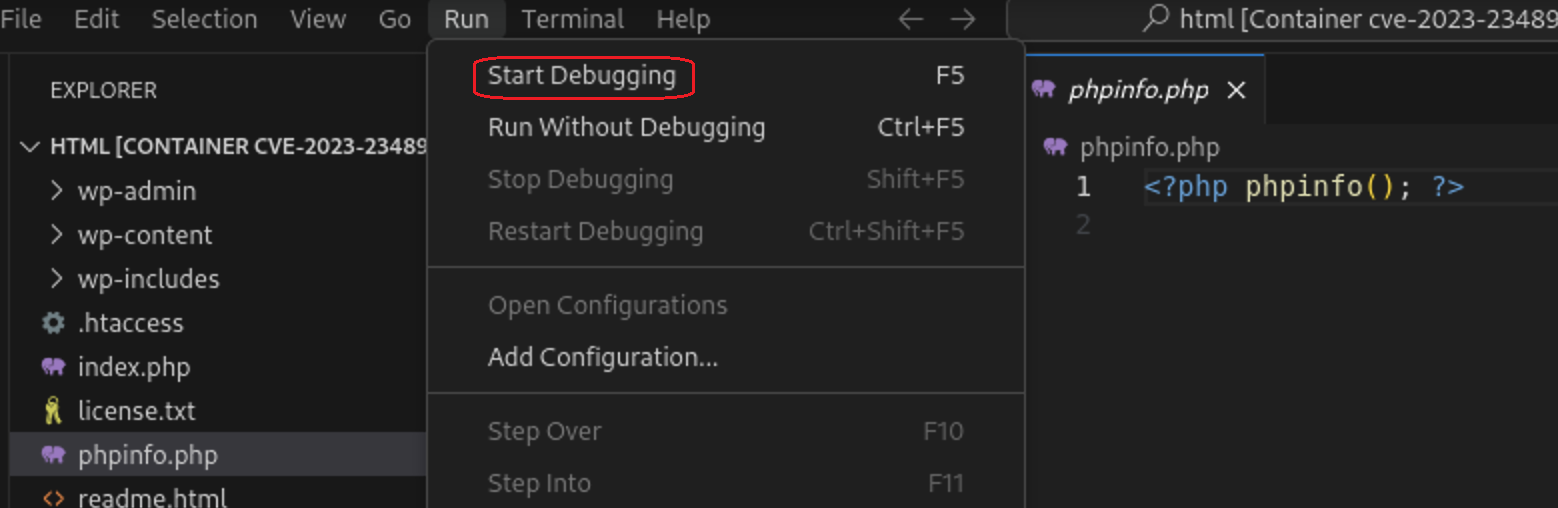 File Edit Selection View Go Run Terminal Help ← → html [Container cve-2023-23489
EXPLORER
HTML [CONTAINER CVE-2023-23489
wp-admin
wp-content
wp-includes
.htaccess
index.php
license.txt
phpinfo.php
readme.html
Start Debugging F5
Run Without Debugging Ctrl+F5
Stop Debugging Shift+F5
Restart Debugging Ctrl+Shift+F5
Open Configurations
Add Configuration...
Step Over F10
Step Into F11
phpinfo.php
phpinfo.php
1 <?php phpinfo(); ?>
2